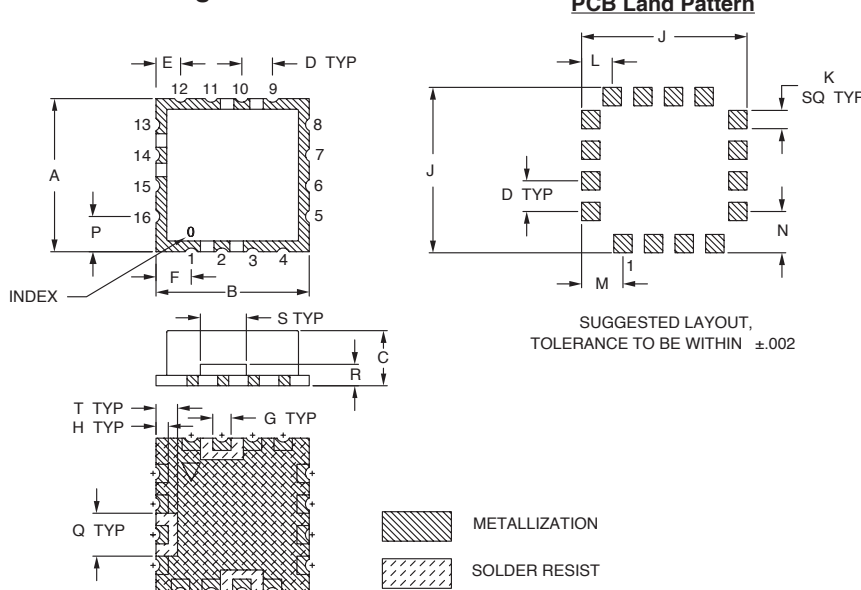 PCB Land Pattern
E
D TYP
12 11 10 9
13
14
15
16
8
7
6
5
A
P
0
1 2 3 4
F
B
INDEX
J
L
K
SQ TYP
J
D TYP
N
M
1
SUGGESTED LAYOUT,
TOLERANCE TO BE WITHIN ±.002
S TYP
C
R
T TYP
H TYP
G TYP
Q TYP
METALLIZATION
SOLDER RESIST